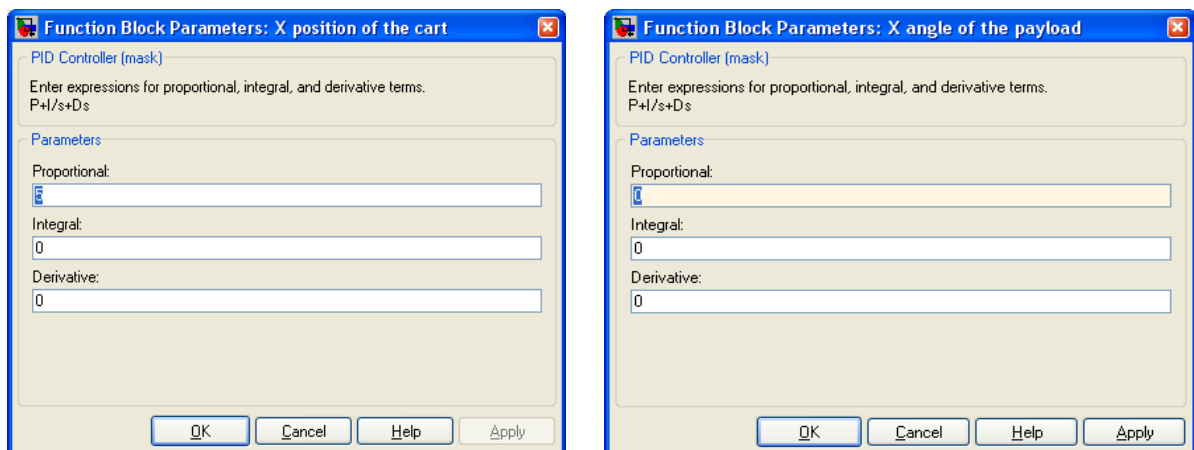 Function Block Parameters: X position of the cart
PID Controller (mask)
Enter expressions for proportional, integral, and derivative terms.
P+I/s+Ds
Parameters
Proportional:
5
Integral:
0
Derivative:
0
OK
Cancel
Help
Apply
Function Block Parameters: X angle of the payload
PID Controller (mask)
Enter expressions for proportional, integral, and derivative terms.
P+I/s+Ds
Parameters
Proportional:
0
Integral:
0
Derivative:
0
OK
Cancel
Help
Apply